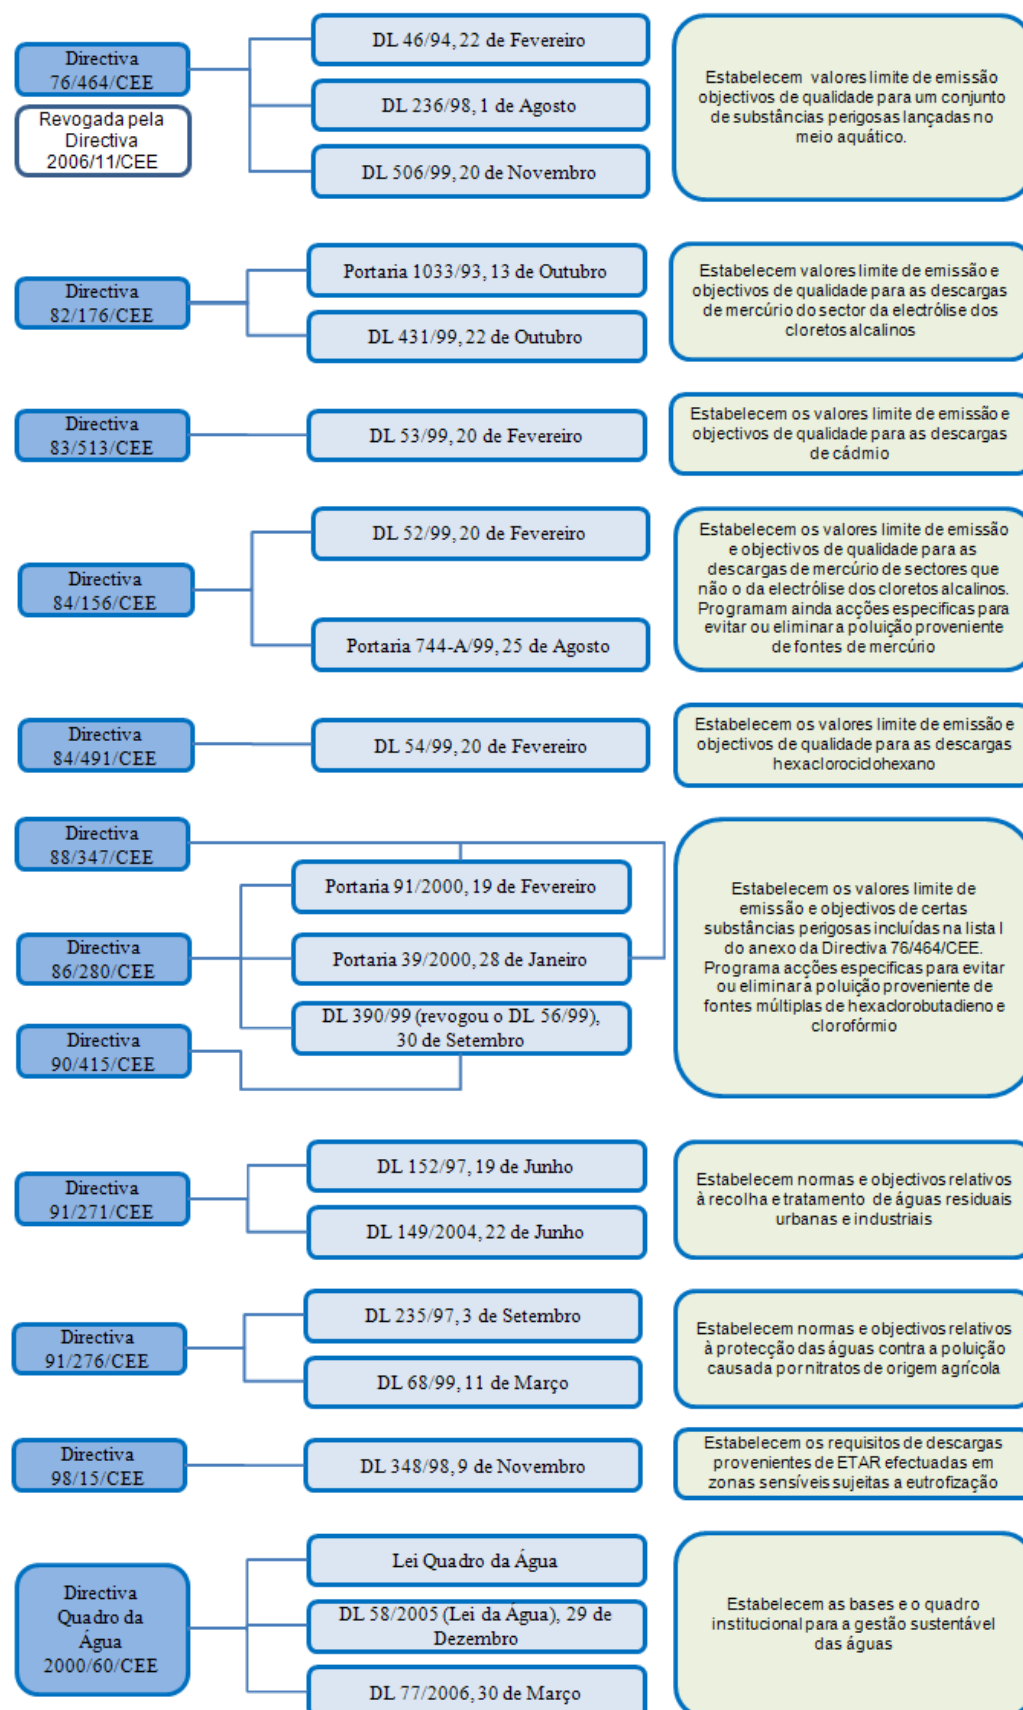 Directiva
76/464/CEE
Revogada pela
Directiva
2006/11/CEE
DL 46/94, 22 de Fevereiro
DL 236/98, 1 de Agosto
DL 506/99, 20 de Novembro
Estabelecem valores limite de emissão
objectivos de qualidade para um conjunto
de substâncias perigosas lançadas no
meio aquático.
Directiva
82/176/CEE
Portaria 1033/93, 13 de Outubro
DL 431/99, 22 de Outubro
Estabelecem valores limite de emissão e
objectivos de qualidade para as descargas
de mercúrio do sector da electrólise dos
cloretos alcalinos
Directiva
83/513/CEE
DL 53/99, 20 de Fevereiro
Estabelecem os valores limite de emissão e
objectivos de qualidade para as descargas
de cádmio
Directiva
84/156/CEE
DL 52/99, 20 de Fevereiro
Portaria 744-A/99, 25 de Agosto
Estabelecem os valores limite de emissão
e objectivos de qualidade para as
descargas de mercúrio de sectores que
não o da electrólise dos cloretos alcalinos.
Programam ainda acções especificas para
evitar ou eliminar a poluição proveniente
de fontes de mercúrio
Directiva
84/491/CEE
DL 54/99, 20 de Fevereiro
Estabelecem os valores limite de emissão e
objectivos de qualidade para as descargas
hexaclorociclohexano
Directiva
88/347/CEE
Directiva
86/280/CEE
Directiva
90/415/CEE
Portaria 91/2000, 19 de Fevereiro
Portaria 39/2000, 28 de Janeiro
DL 390/99 (revogou o DL 56/99),
30 de Setembro
Estabelecem os valores limite de
emissão e objectivos de certas
substâncias perigosas incluídas na lista I
do anexo da Directiva 76/464/CEE.
Programa acções específicas para evitar
ou eliminar a poluição proveniente de
fontes múltiplas de hexaclorobutadieno e
clorofórmio
Directiva
91/271/CEE
DL 152/97, 19 de Junho
DL 149/2004, 22 de Junho
Estabelecem normas e objectivos relativos
à recolha e tratamento de águas residuais
urbanas e industriais
Directiva
91/276/CEE
DL 235/97, 3 de Setembro
DL 68/99, 11 de Março
Estabelecem normas e objectivos relativos
à protecção das águas contra a poluição
causada por nitratos de origem agrícola
Directiva
98/15/CEE
DL 348/98, 9 de Novembro
Estabelecem os requisitos de descargas
provenientes de ETAR efectuadas em
zonas sensíveis sujeitas a eutrofização
Directiva
Quadro da
Água
2000/60/CEE
Lei Quadro da Água
DL 58/2005 (Lei da Água), 29 de
Dezembro
DL 77/2006, 30 de Março
Estabelecem as bases e o quadro
institucional para a gestão sustentável
das águas